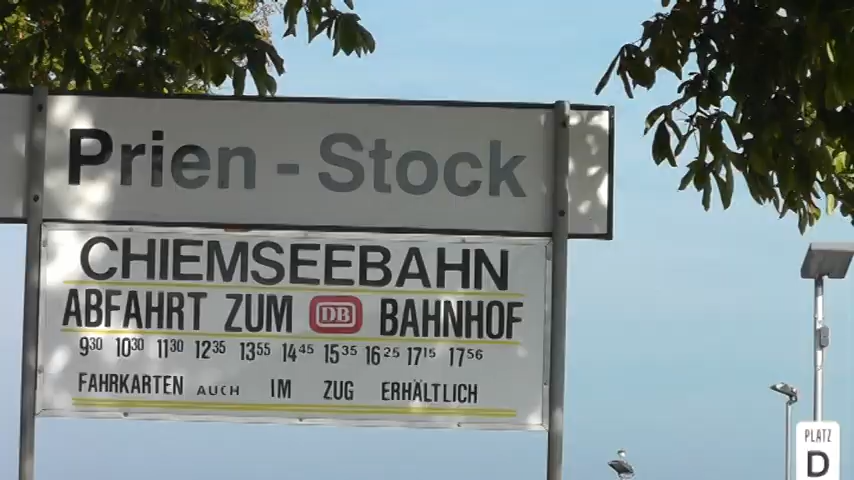 Prien - Stock
CHIEMSEEBAHN
ABFAHRT ZUM DB BAHNHOF
9³⁰ 10³⁰ 11³⁰ 12³⁵ 13⁵⁵ 14⁴⁵ 15³⁵ 16²⁵ 17¹⁵ 17⁵⁶
FAHRKARTEN AUCH IM ZUG ERHÄLTLICH
PLATZ
D